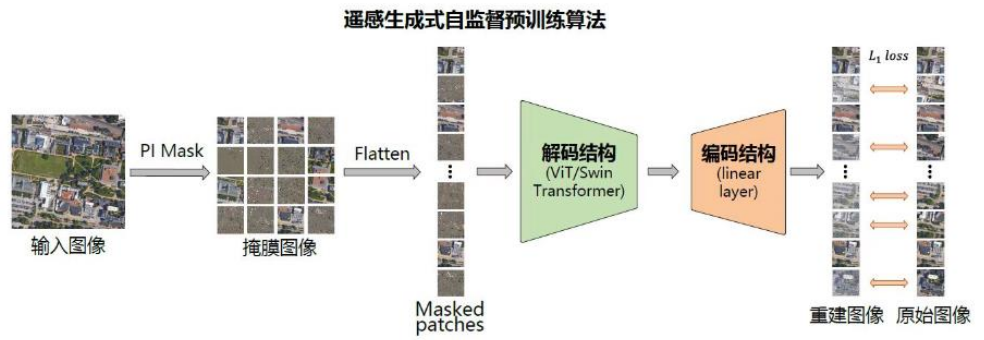 遥感生成式自监督预训练算法
L₁ loss
PI Mask
Flatten
解码结构
(ViT/Swin
Transformer)
编码结构
(linear
layer)
输入图像
掩膜图像
Masked
patches
重建图像
原始图像